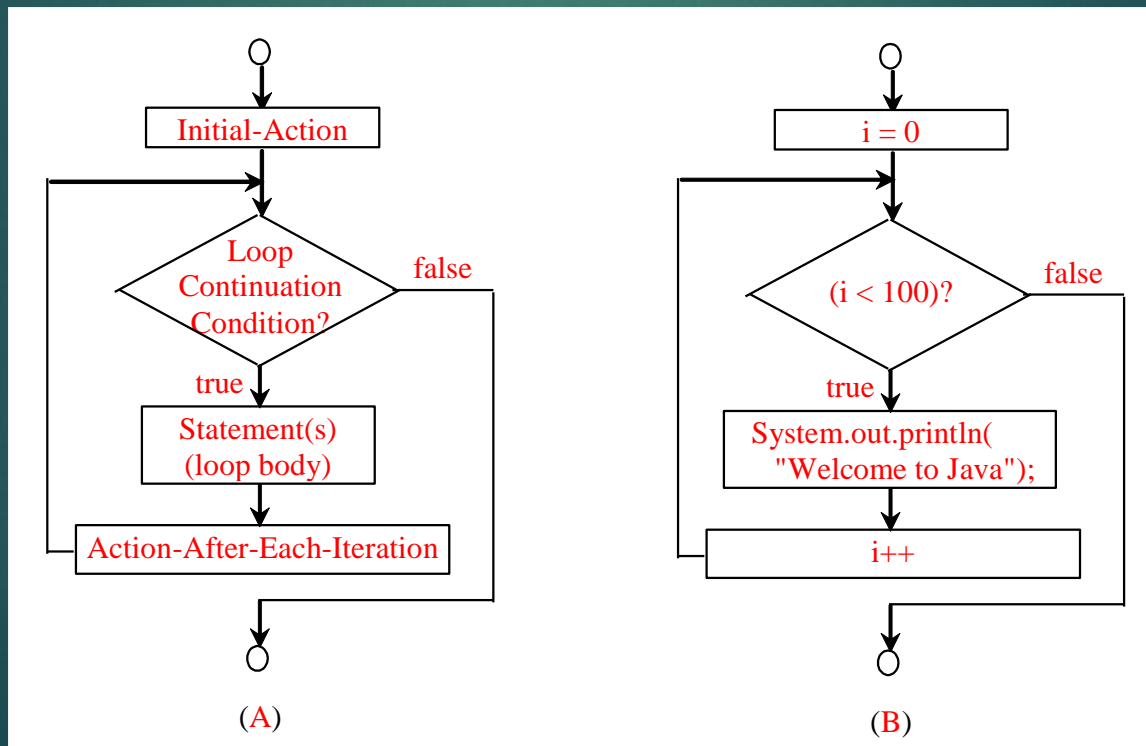 Initial-Action
Loop
Continuation
Condition?
false
true
Statement(s)
(loop body)
Action-After-Each-Iteration
(A)
i = 0
(i < 100)?
false
true
System.out.println(
"Welcome to Java");
i++
(B)